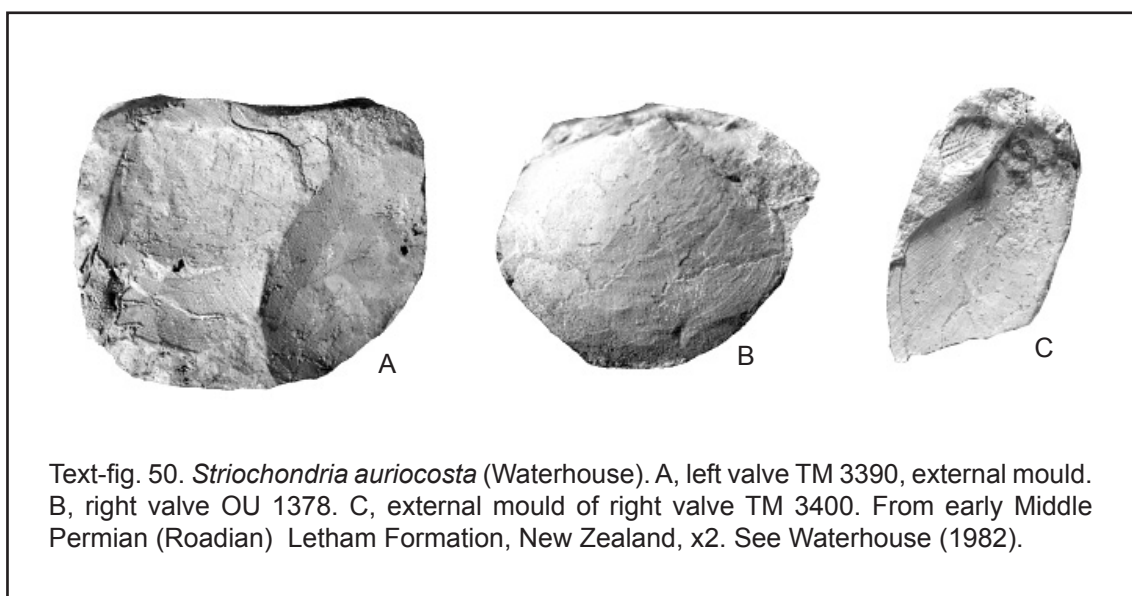 A
B
C
Text-fig. 50. Striochondria auriocosta (Waterhouse). A, left valve TM 3390, external mould.
B, right valve OU 1378. C, external mould of right valve TM 3400. From early Middle
Permian (Roadian) Letham Formation, New Zealand, x2. See Waterhouse (1982).